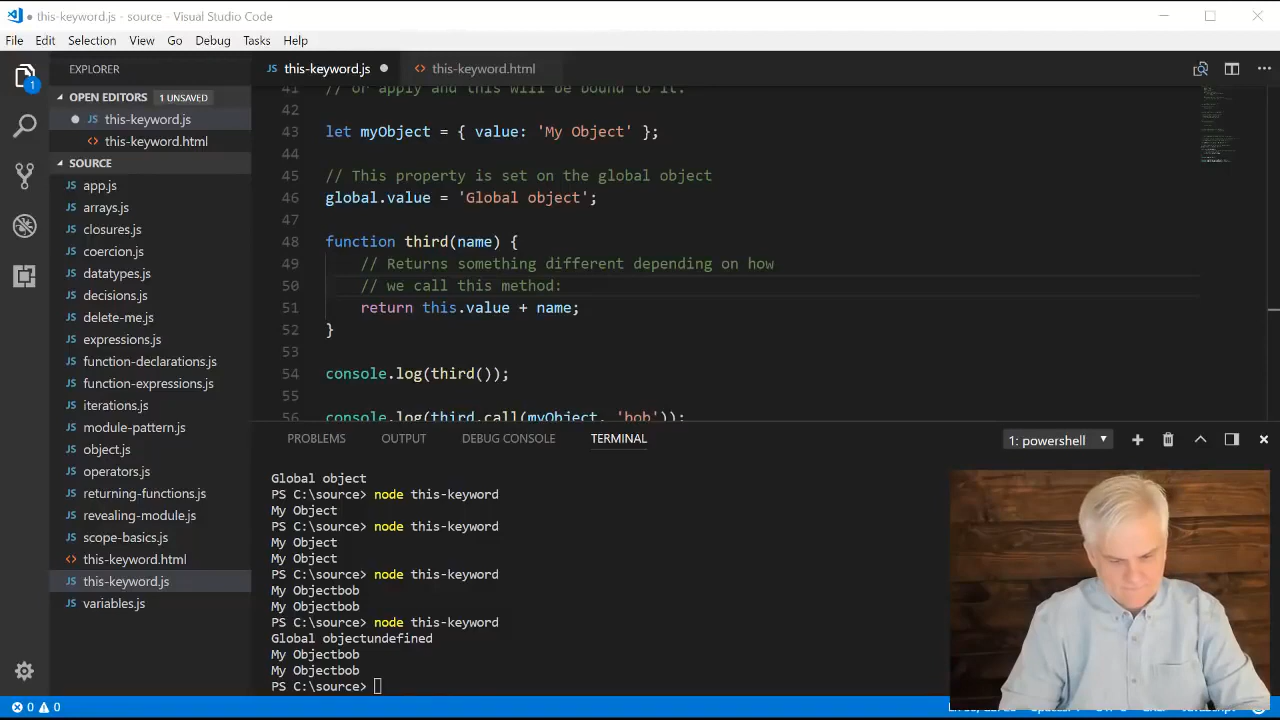 ● this-keyword.js - source - Visual Studio Code
File Edit Selection View Go Debug Tasks Help
EXPLORER
OPEN EDITORS 1 UNSAVED
● JS this-keyword.js
<> this-keyword.html
SOURCE
JS app.js
JS arrays.js
JS closures.js
JS coercion.js
JS datatypes.js
JS decisions.js
JS delete-me.js
JS expressions.js
JS function-declarations.js
JS function-expressions.js
JS iterations.js
JS module-pattern.js
JS object.js
JS operators.js
JS returning-functions.js
JS revealing-module.js
JS scope-basics.js
<> this-keyword.html
JS this-keyword.js
JS variables.js
1
JS this-keyword.js ●
<> this-keyword.html
41 // or apply and this will be bound to it.
42
43 let myObject = { value: 'My Object' };
44
45 // This property is set on the global object
46 global.value = 'Global object';
47
48 function third(name) {
49 // Returns something different depending on how
50 // we call this method:
51 return this.value + name;
52 }
53
54 console.log(third());
55
56 console.log(third.call(myObject, 'bob'));
PROBLEMS OUTPUT DEBUG CONSOLE TERMINAL
1: powershell
Global object
PS C:\source> node this-keyword
My Object
PS C:\source> node this-keyword
My Object
My Object
PS C:\source> node this-keyword
My Objectbob
My Objectbob
PS C:\source> node this-keyword
Global objectundefined
My Objectbob
My Objectbob
PS C:\source>
0 0